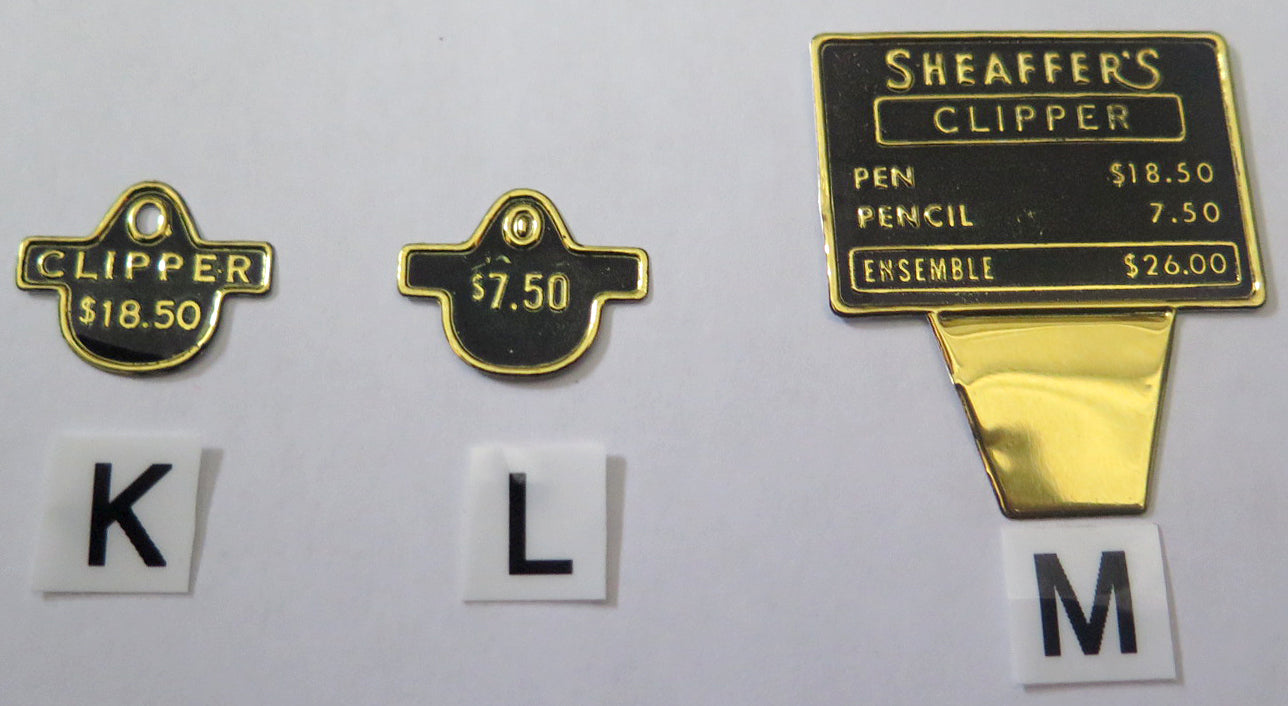 CLIPPER
$18.50
K
$7.50
L
SHEAFFER'S
CLIPPER
PEN $18.50
PENCIL 7.50
ENSEMBLE $26.00
M